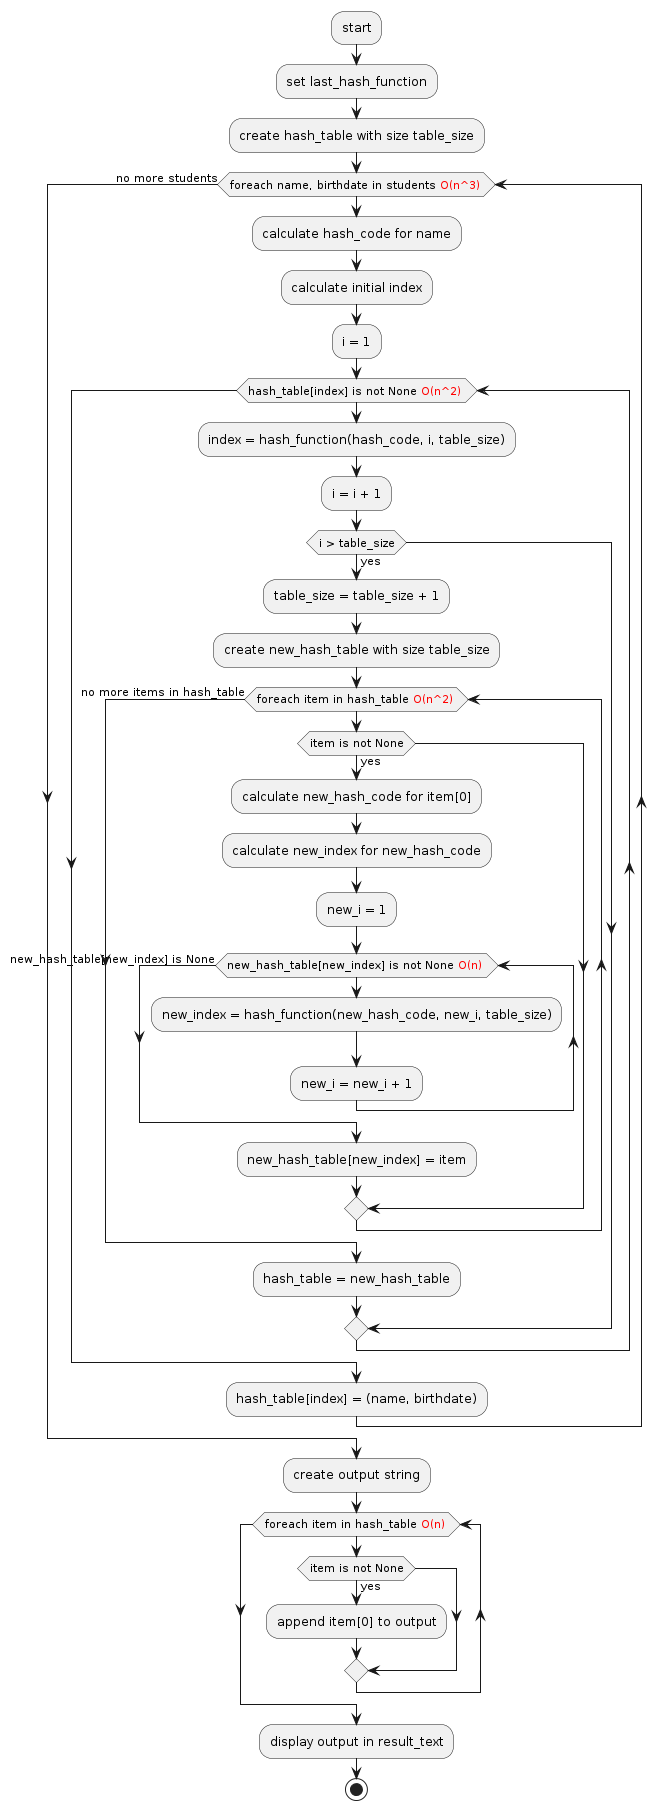 start
set last_hash_function
create hash_table with size table_size
no more students
foreach name, birthdate in students O(n^3)
calculate hash_code for name
calculate initial index
i = 1
hash_table[index] is not None O(n^2)
index = hash_function(hash_code, i, table_size)
i = i + 1
i > table_size
yes
table_size = table_size + 1
create new_hash_table with size table_size
no more items in hash_table
foreach item in hash_table O(n^2)
item is not None
yes
calculate new_hash_code for item[0]
calculate new_index for new_hash_code
new_i = 1
new_hash_table[new_index] is None
new_hash_table[new_index] is not None O(n)
new_index = hash_function(new_hash_code, new_i, table_size)
new_i = new_i + 1
new_hash_table[new_index] = item
hash_table = new_hash_table
hash_table[index] = (name, birthdate)
create output string
foreach item in hash_table O(n)
item is not None
yes
append item[0] to output
display output in result_text